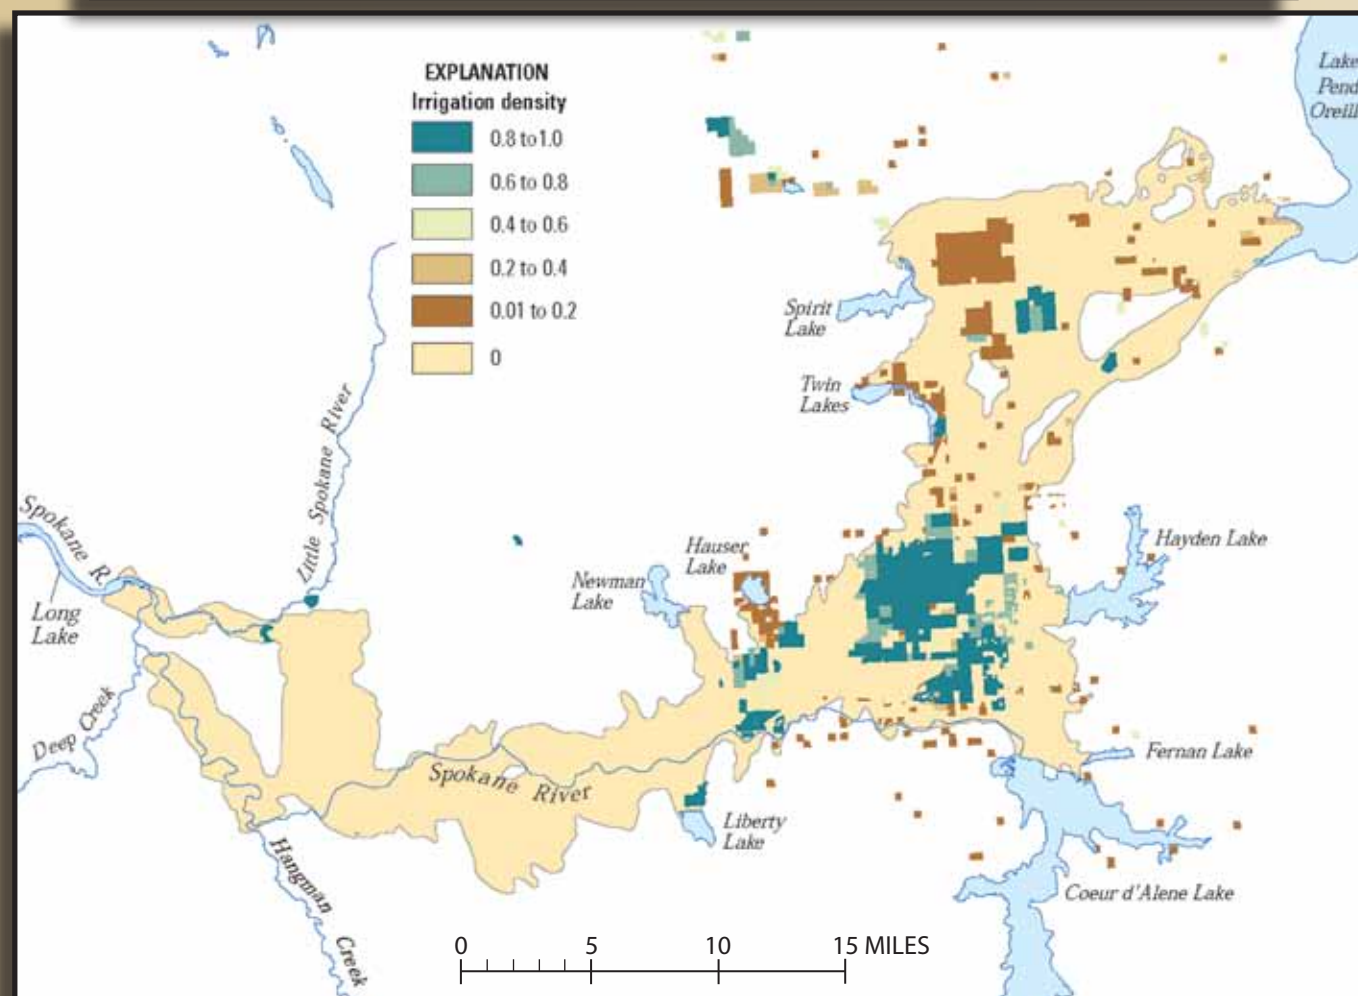 EXPLANATION
Irrigation density
0.8 to 1.0
0.6 to 0.8
0.4 to 0.6
0.2 to 0.4
0.01 to 0.2
0
Lake
Pend
Oreill
Spirit
Lake
Twin
Lakes
Little Spokane River
Spokane R.
Long
Lake
Hauser
Lake
Newman
Lake
Hayden Lake
Deep Creek
Spokane River
Fernan Lake
Liberty
Lake
Hangman Creek
Coeur d'Alene Lake
0 5 10 15 MILES